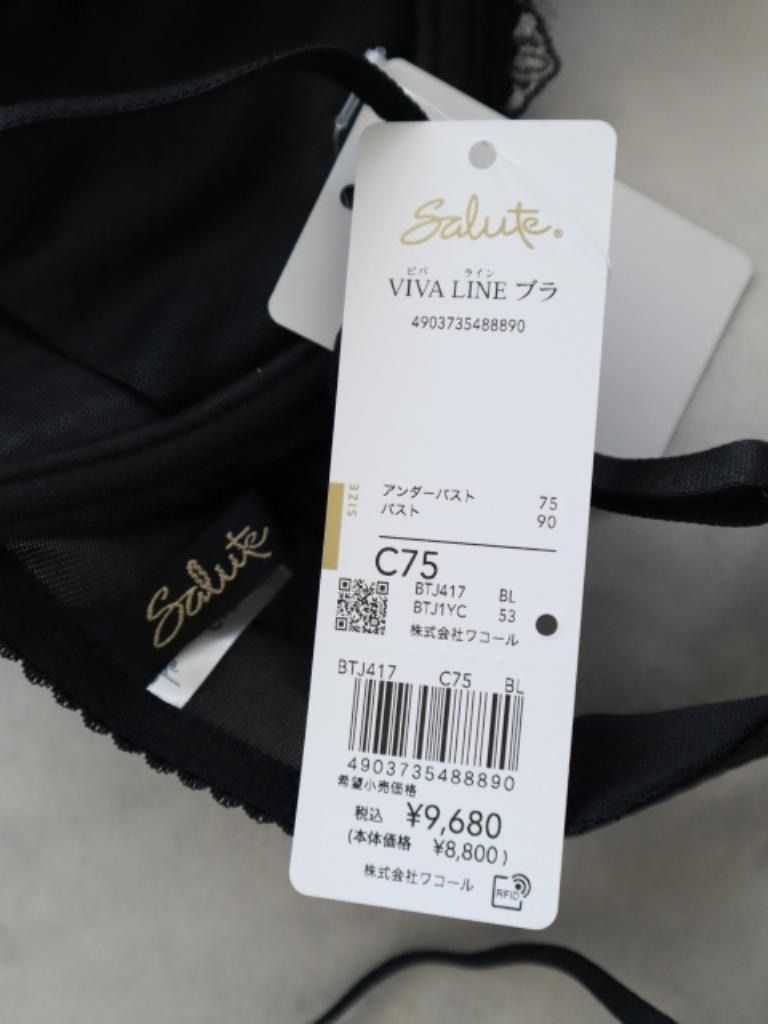 Salute®
ビバ ライン
VIVA LINE ブラ
4903735488890
SIZE
アンダーバスト 75
バスト 90
C75
BTJ417 BL
BTJ1YC 53
株式会社ワコール
BTJ417 C75 BL
4903735488890
希望小売価格
税込 ¥9,680
(本体価格 ¥8,800)
株式会社ワコール
RFID
Salute